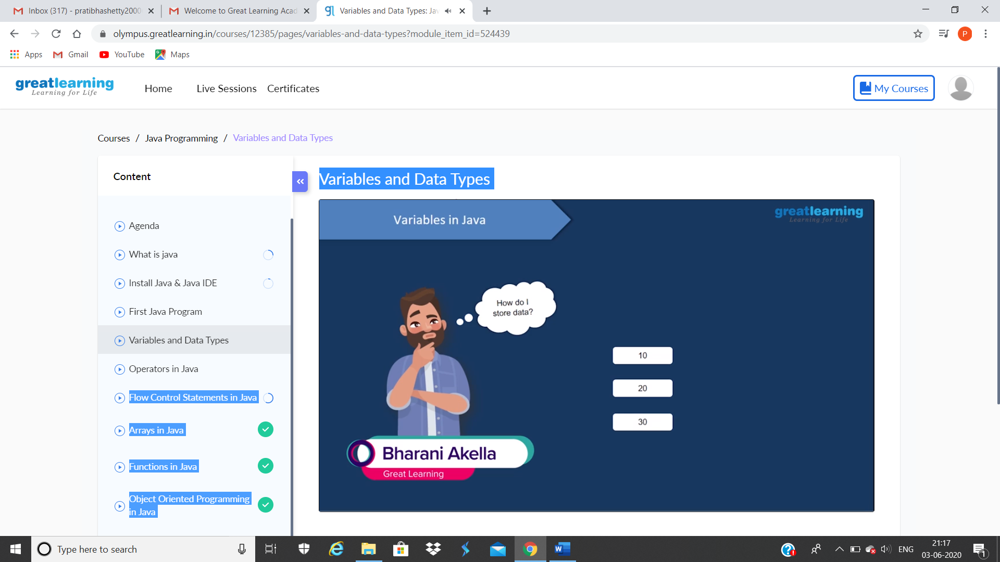 Inbox (317) - pratibhashetty2000
Welcome to Great Learning Acad
gl Variables and Data Types: Jav
olympus.greatlearning.in/courses/12385/pages/variables-and-data-types?module_item_id=524439
P
Apps Gmail YouTube Maps
greatlearning
Learning for Life
Home Live Sessions Certificates
My Courses
Courses / Java Programming / Variables and Data Types
Content
Agenda
What is java
Install Java & Java IDE
First Java Program
Variables and Data Types
Operators in Java
Flow Control Statements in Java
Arrays in Java
Functions in Java
Object Oriented Programming
in Java
Variables and Data Types
Variables in Java
greatlearning
Learning for Life
How do I
store data?
10
20
30
Bharani Akella
Great Learning
Type here to search
ENG
21:17
03-06-2020
1